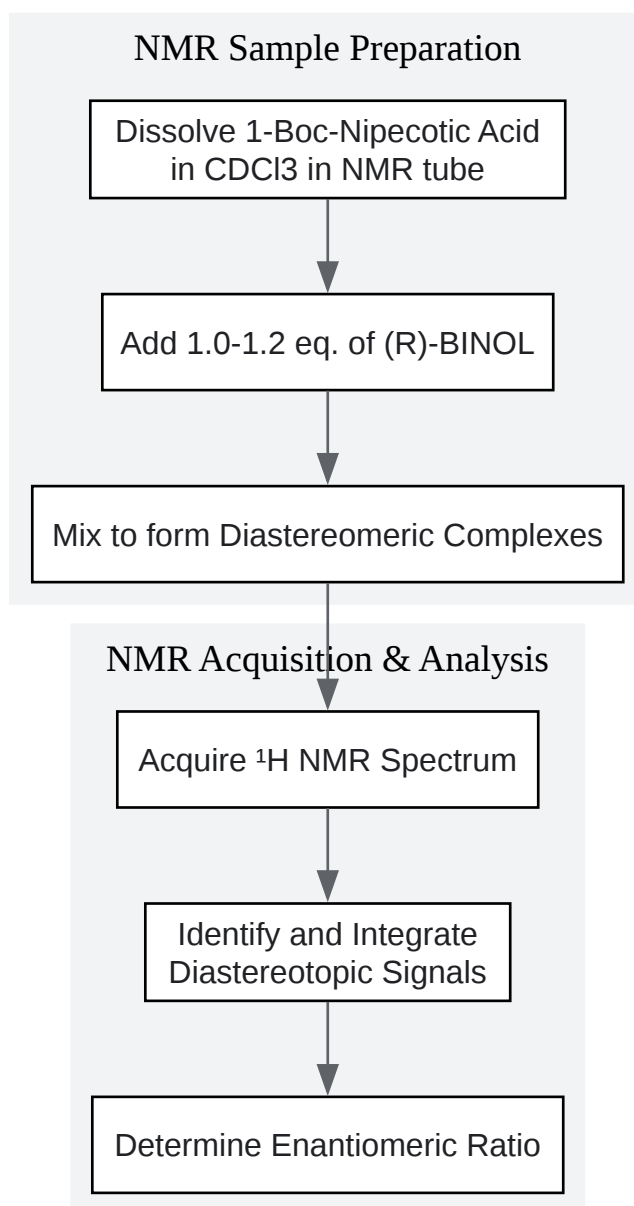 NMR Sample Preparation
Dissolve 1-Boc-Nipecotic Acid
in CDCl3 in NMR tube
Add 1.0-1.2 eq. of (R)-BINOL
Mix to form Diastereomeric Complexes
NMR Acquisition & Analysis
Acquire ¹H NMR Spectrum
Identify and Integrate
Diastereotopic Signals
Determine Enantiomeric Ratio